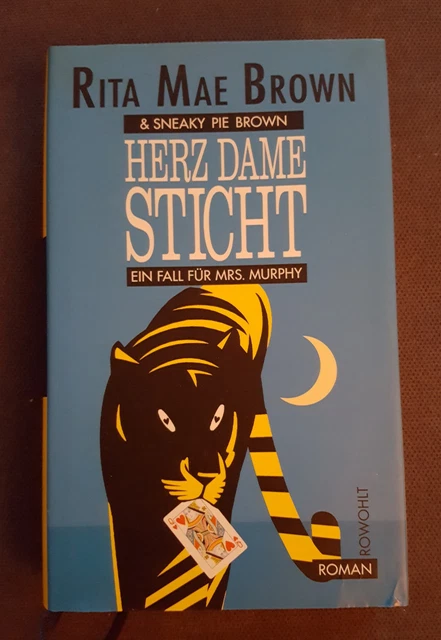 RITA MAE BROWN
& SNEAKY PIE BROWN
HERZ DAME
STICHT
EIN FALL FÜR MRS. MURPHY
ROWOHLT
ROMAN